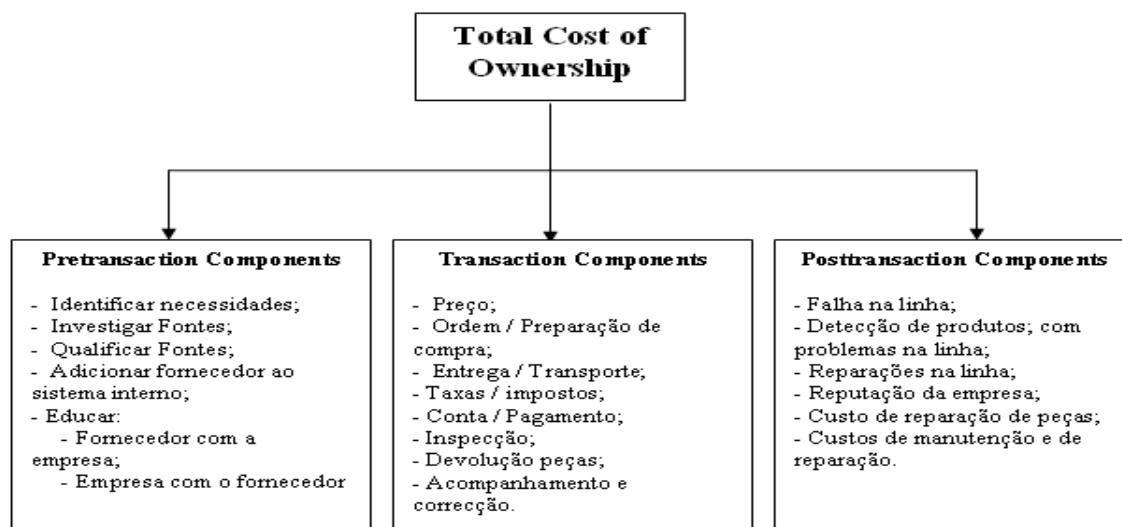 Total Cost of
Ownership
Pretransaction Components
- Identificar necessidades;
- Investigar Fontes;
- Qualificar Fontes;
- Adicionar fornecedor ao
sistema interno;
- Educar:
- Fornecedor com a
empresa;
- Empresa com o fornecedor
Transaction Components
- Preço;
- Ordem / Preparação de
compra;
- Entrega / Transporte;
- Taxas / impostos;
- Conta / Pagamento;
- Inspecção;
- Devolução peças;
- Acompanhamento e
correcção.
Posttransaction Components
- Falha na linha;
- Detecção de produtos; com
problemas na linha;
- Reparações na linha;
- Reputação da empresa;
- Custo de reparação de peças;
- Custos de manutenção e de
reparação.